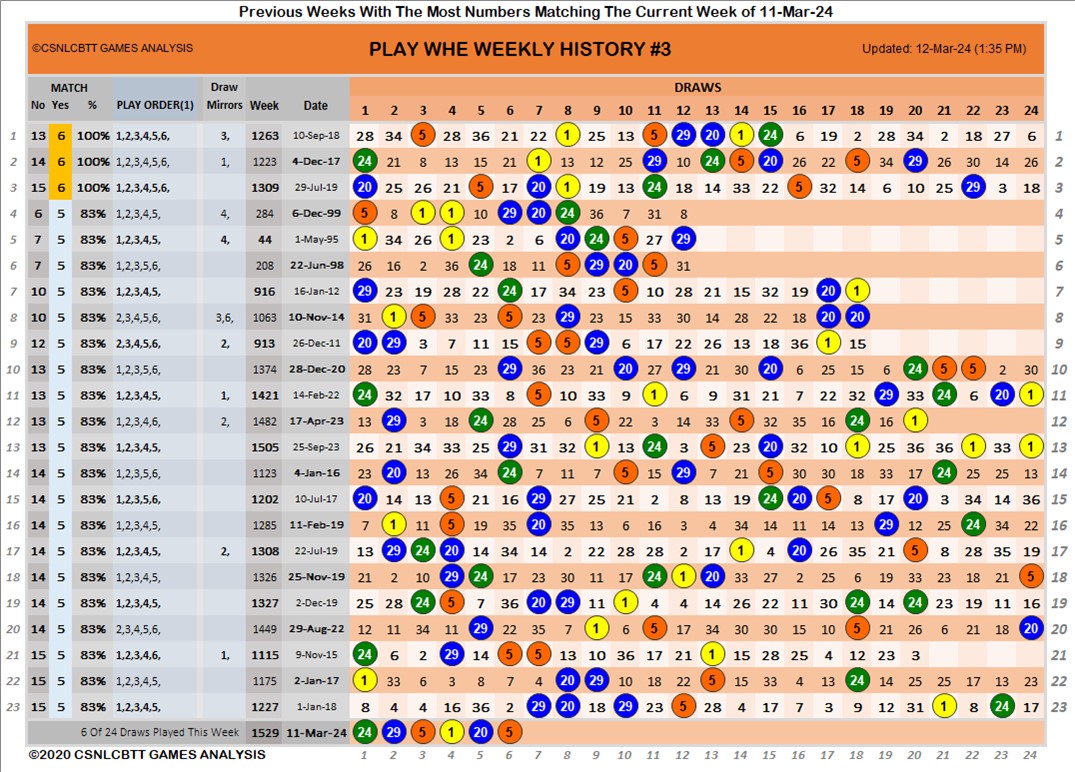 Previous Weeks With The Most Numbers Matching The Current Week of 11-Mar-24
©CSNLCBTT GAMES ANALYSIS PLAY WHE WEEKLY HISTORY #3 Updated: 12-Mar-24 (1:35 PM)
MATCH Draw DRAWS
No Yes % PLAY ORDER(1) Mirrors Week Date 1 2 3 4 5 6 7 8 9 10 11 12 13 14 15 16 17 18 19 20 21 22 23 24
1 13 6 100% 1,2,3,4,5,6, 3, 1263 10-Sep-18 28 34 5 28 36 21 22 1 25 13 5 29 20 1 24 6 19 2 28 34 2 18 27 6 1
2 14 6 100% 1,2,3,4,5,6, 1, 1223 4-Dec-17 24 21 8 13 15 21 1 13 12 25 29 10 24 5 20 26 22 5 34 29 26 30 14 26 2
3 15 6 100% 1,2,3,4,5,6, 1309 29-Jul-19 20 25 26 21 5 17 20 1 19 13 24 18 14 33 22 5 32 14 6 10 25 29 3 18 3
4 6 5 83% 1,2,3,4,5, 4, 284 6-Dec-99 5 8 1 1 10 29 20 24 36 7 31 8 4
5 7 5 83% 1,2,3,4,5, 4, 44 1-May-95 1 34 26 1 23 2 6 20 24 5 27 29 5
6 7 5 83% 1,2,3,5,6, 208 22-Jun-98 26 16 2 36 24 18 11 5 29 20 5 31 6
7 10 5 83% 1,2,3,4,5, 916 16-Jan-12 29 23 19 28 22 24 17 34 23 5 10 28 21 15 32 19 20 1 7
8 10 5 83% 2,3,4,5,6, 3,6, 1063 10-Nov-14 31 1 5 33 23 5 23 29 23 15 33 30 14 28 22 18 20 20 8
9 12 5 83% 2,3,4,5,6, 2, 913 26-Dec-11 20 29 3 7 11 15 5 5 29 6 17 22 26 13 18 36 1 15 9
10 13 5 83% 1,2,3,5,6, 1374 28-Dec-20 28 23 7 15 23 29 36 23 21 20 27 29 21 30 20 6 25 15 6 24 5 5 2 30 10
11 13 5 83% 1,2,3,4,5, 1, 1421 14-Feb-22 24 32 17 10 33 8 5 10 33 9 1 6 9 31 21 7 22 32 29 33 24 6 20 1 11
12 13 5 83% 1,2,3,4,6, 2, 1482 17-Apr-23 13 29 3 18 24 28 25 6 5 22 3 14 33 5 32 35 16 24 16 1 12
13 13 5 83% 1,2,3,4,5, 1505 25-Sep-23 26 21 34 33 25 29 31 32 1 13 24 13 5 23 20 32 10 1 25 36 36 1 33 1 13
14 14 5 83% 1,2,3,5,6, 1123 4-Jan-16 23 20 13 26 34 24 7 11 7 5 15 29 7 21 5 30 30 18 33 17 24 25 25 13 14
15 14 5 83% 1,2,3,5,6, 1202 10-Jul-17 20 14 13 5 21 16 29 27 25 21 2 8 13 19 24 20 5 8 17 20 3 34 14 36 15
16 14 5 83% 1,2,3,4,5, 1285 11-Feb-19 7 1 11 5 19 35 20 35 13 6 16 3 4 34 14 11 14 13 29 12 25 24 34 22 16
17 14 5 83% 1,2,3,4,5, 2, 1308 22-Jul-19 13 29 24 20 14 34 14 2 22 28 28 2 17 1 4 20 26 35 21 5 8 28 35 19 17
18 14 5 83% 1,2,3,4,5, 1326 25-Nov-19 21 2 10 29 24 17 23 30 11 17 24 1 20 33 27 2 25 6 19 33 23 18 21 5 18
19 14 5 83% 1,2,3,4,5, 1327 2-Dec-19 25 28 24 5 7 36 20 29 11 1 4 4 14 26 22 11 30 24 14 24 23 19 11 16 19
20 14 5 83% 2,3,4,5,6, 1449 29-Aug-22 12 11 34 11 29 22 35 7 1 6 5 17 34 30 30 15 10 5 21 26 6 21 18 20 20
21 15 5 83% 1,2,3,4,6, 1, 1115 9-Nov-15 24 6 2 29 14 5 5 13 10 36 17 21 1 15 28 25 4 12 23 3 21
22 15 5 83% 1,2,3,4,5, 1175 2-Jan-17 1 33 6 3 8 7 4 20 29 10 18 22 5 15 33 4 13 24 14 25 25 17 13 23 22
23 15 5 83% 1,2,3,4,5, 1227 1-Jan-18 8 4 4 16 36 2 29 20 18 29 23 5 28 4 17 7 3 9 12 31 1 8 24 17 23
6 Of 24 Draws Played This Week 1529 11-Mar-24 24 29 5 1 20 5
©2020 CSNLCBTT GAMES ANALYSIS 1 2 3 4 5 6 7 8 9 10 11 12 13 14 15 16 17 18 19 20 21 22 23 24